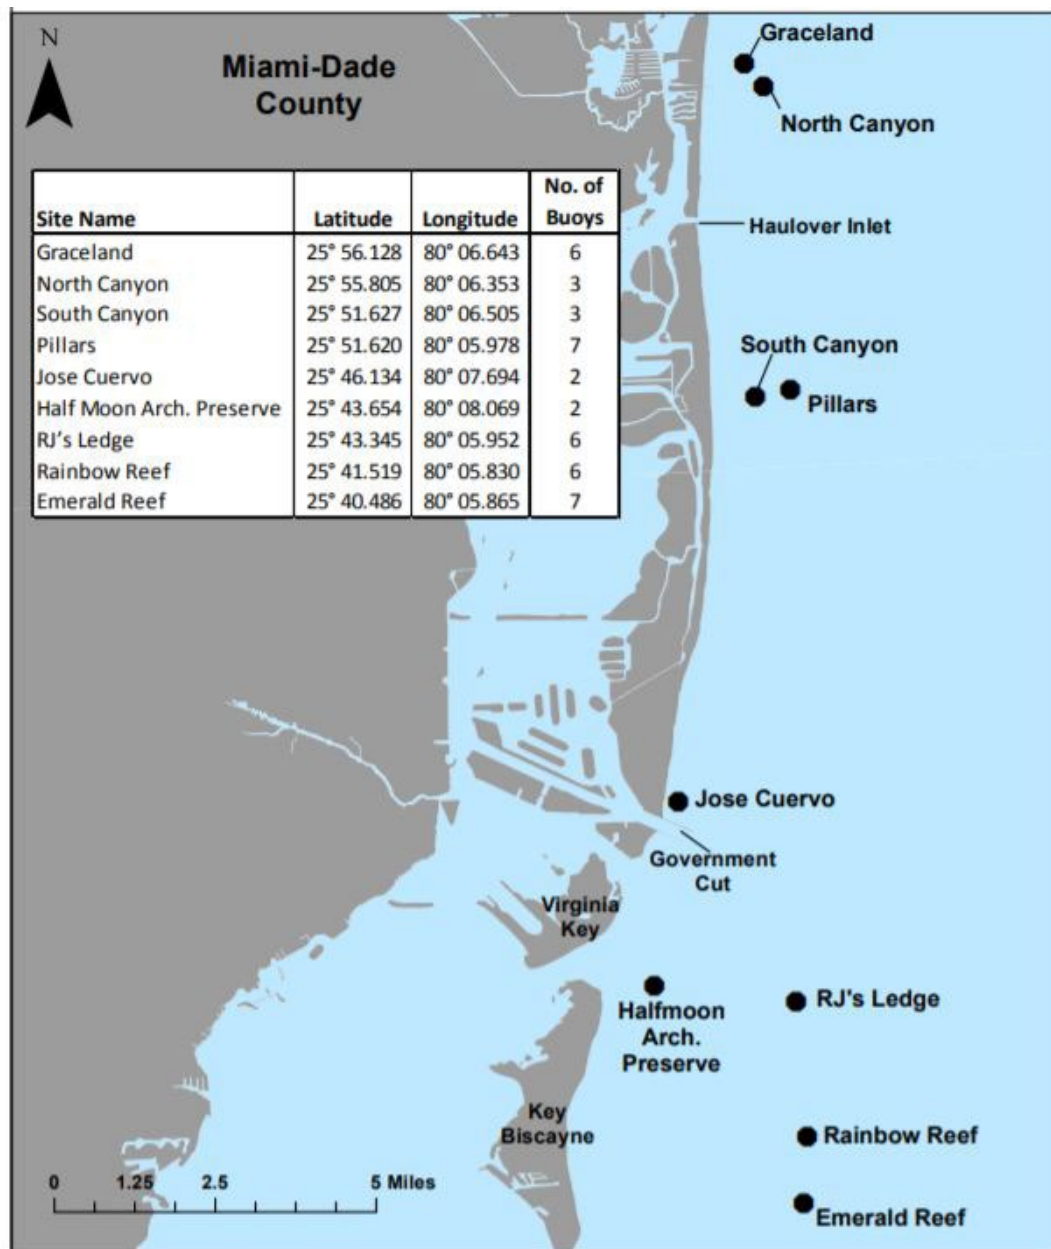 N
Miami-Dade
County
Graceland
North Canyon
Site Name Latitude Longitude No. of Buoys
Graceland 25° 56.128 80° 06.643 6
North Canyon 25° 55.805 80° 06.353 3
South Canyon 25° 51.627 80° 06.505 3
Pillars 25° 51.620 80° 05.978 7
Jose Cuervo 25° 46.134 80° 07.694 2
Half Moon Arch. Preserve 25° 43.654 80° 08.069 2
RJ's Ledge 25° 43.345 80° 05.952 6
Rainbow Reef 25° 41.519 80° 05.830 6
Emerald Reef 25° 40.486 80° 05.865 7
Haulover Inlet
South Canyon
Pillars
Jose Cuervo
Government
Cut
Virginia
Key
RJ's Ledge
Halfmoon
Arch.
Preserve
Key
Biscayne
Rainbow Reef
0 1.25 2.5 5 Miles
Emerald Reef